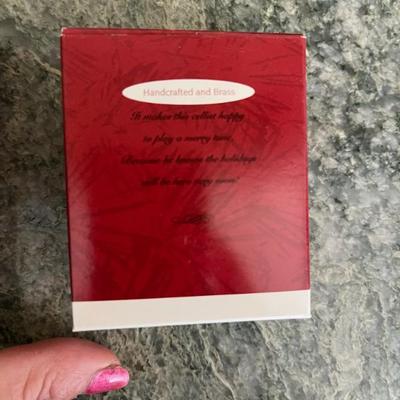 Handcrafted and Brass
It makes this cellist happy
to play a merry tune,
Because he knows the holidays
will be here very soon!